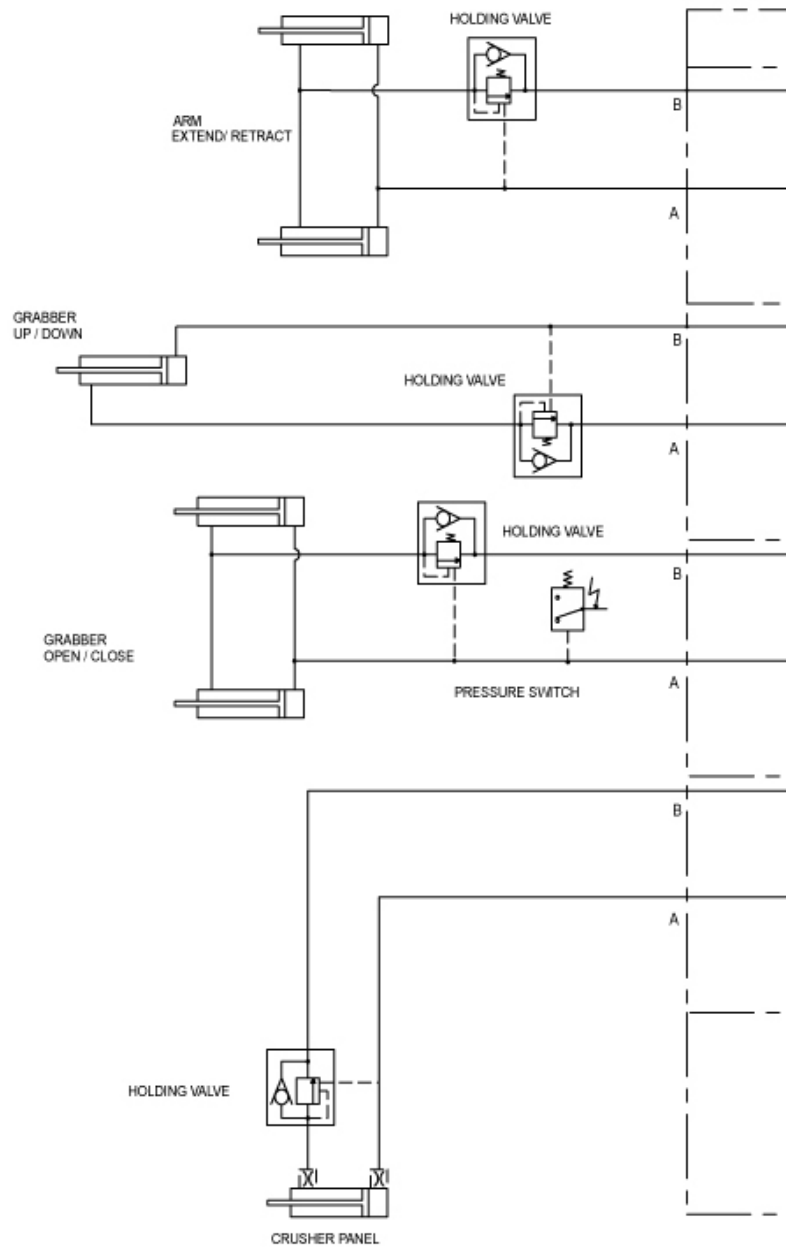 HOLDING VALVE
B
ARM
EXTEND/ RETRACT
A
GRABBER
UP / DOWN
B
HOLDING VALVE
A
HOLDING VALVE
B
GRABBER
OPEN / CLOSE
A
PRESSURE SWITCH
B
A
HOLDING VALVE
CRUSHER PANEL